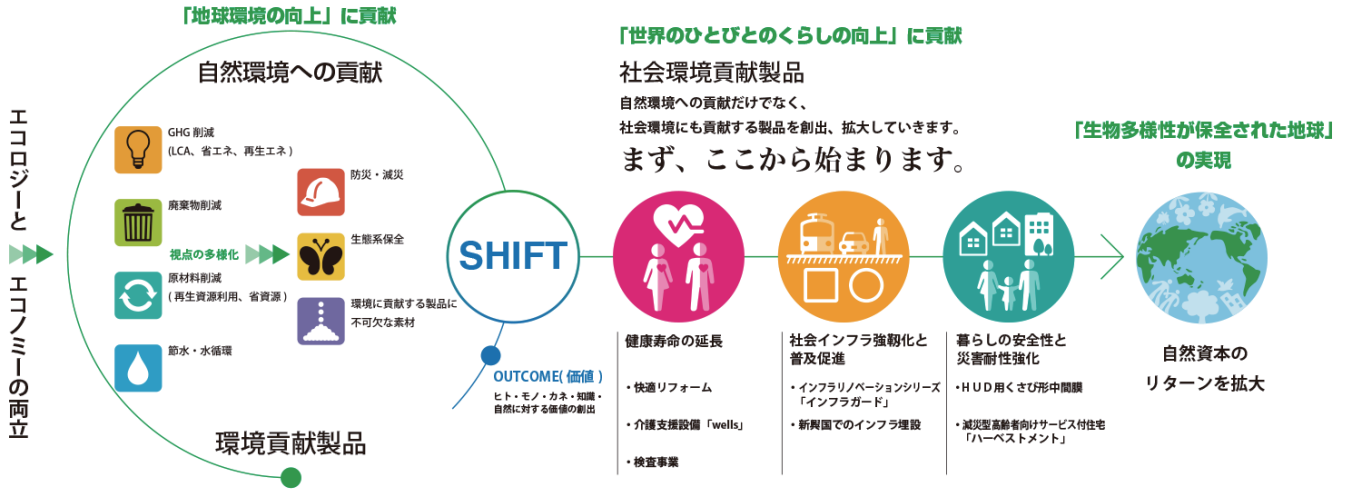 エコロジーと
エコノミーの両立
「地球環境の向上」に貢献
自然環境への貢献
GHG 削減
(LCA、省エネ、再生エネ)
廃棄物削減
原材料削減
(再生資源利用、省資源)
節水・水循環
視点の多様化
防災・減災
生態系保全
環境に貢献する製品に
不可欠な素材
環境貢献製品
SHIFT
OUTCOME(価値)
ヒト・モノ・カネ・知識・
自然に対する価値の創出
「世界のひとびとのくらしの向上」に貢献
社会環境貢献製品
自然環境への貢献だけでなく、
社会環境にも貢献する製品を創出、拡大していきます。
まず、ここから始まります。
健康寿命の延長
・快適リフォーム
・介護支援設備「wells」
・検査事業
社会インフラ強靱化と
普及促進
・インフラリノベーションシリーズ
「インフラガード」
・新興国でのインフラ埋設
暮らしの安全性と
災害耐性強化
・HUD用くさび形中間膜
・減災型高齢者向けサービス付住宅
「ハーベストメント」
「生物多様性が保全された地球」
の実現
自然資本の
リターンを拡大